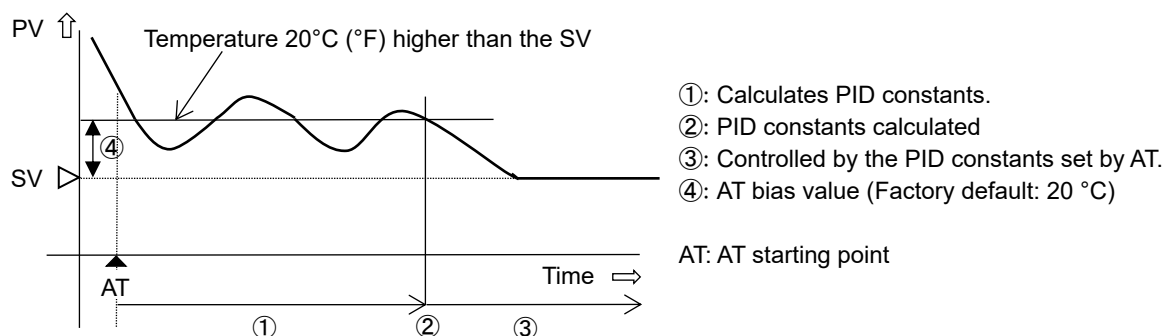 PV
Temperature 20°C (°F) higher than the SV
④
SV
AT
Time
① ② ③
①: Calculates PID constants.
②: PID constants calculated
③: Controlled by the PID constants set by AT.
④: AT bias value (Factory default: 20 °C)
AT: AT starting point